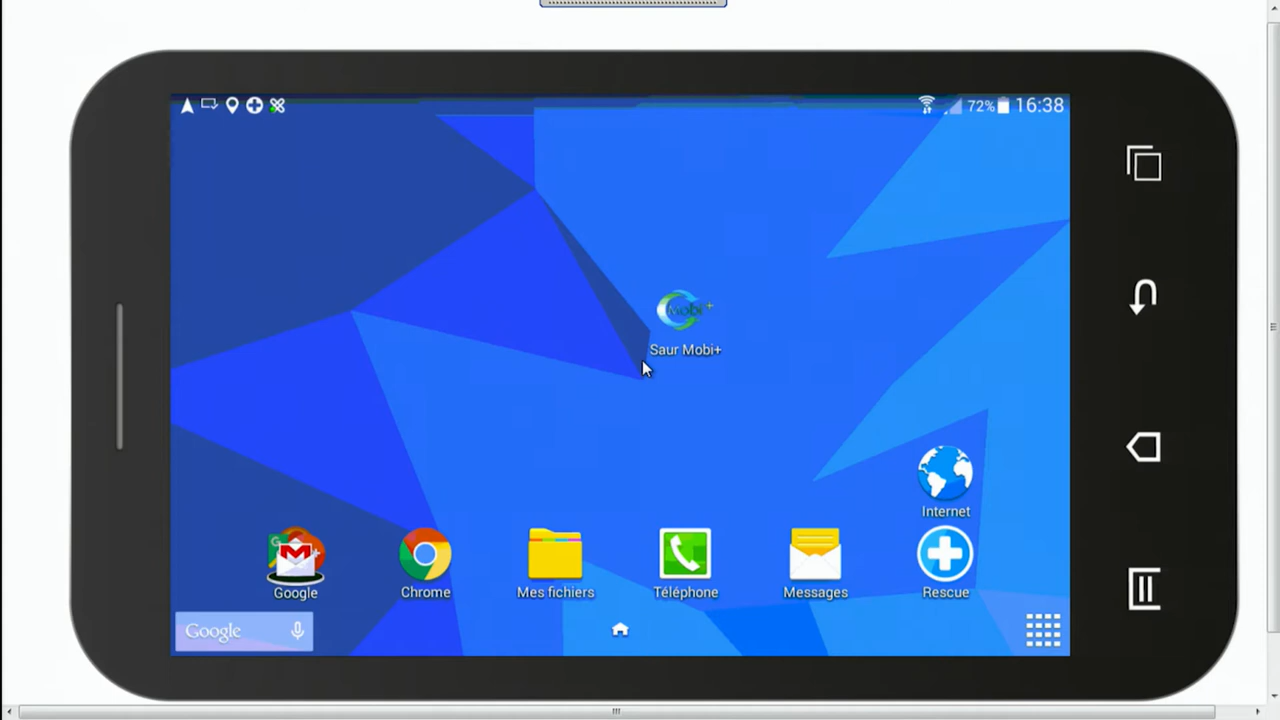 72% 16:38
Mobi+
Saur Mobi+
Internet
Google
Chrome
Mes fichiers
Téléphone
Messages
Rescue
Google